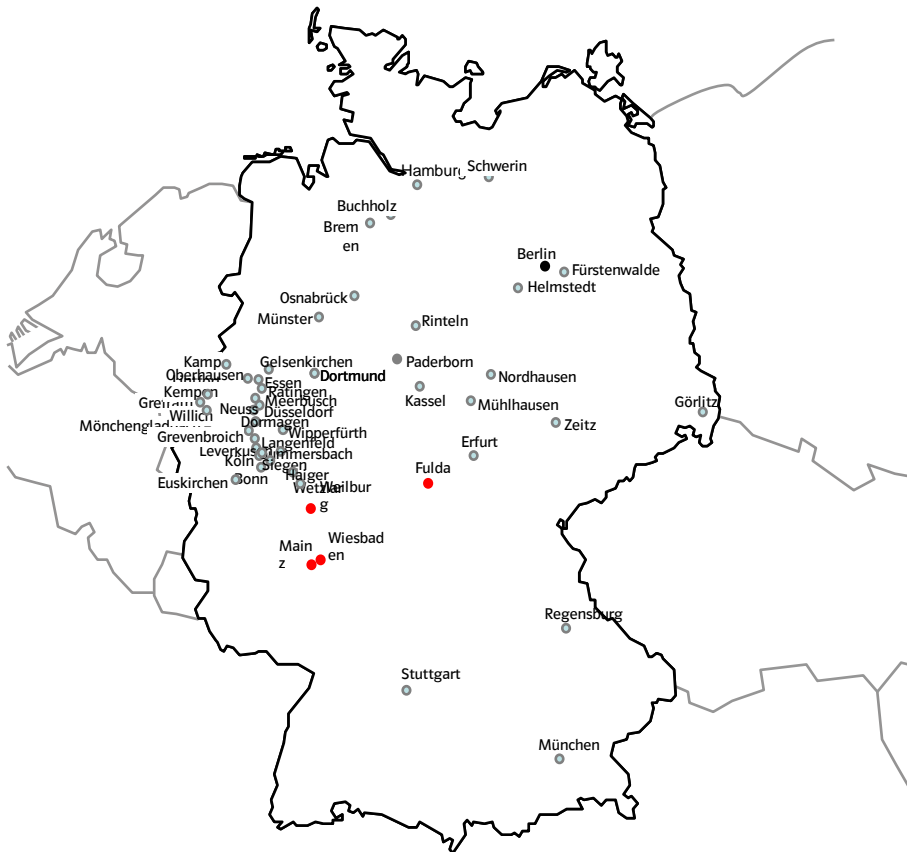 Hamburg
Schwerin
Buchholz
Brem
en
Berlin
Fürstenwalde
Helmstedt
Osnabrück
Münster
Rinteln
Kamp
Gelsenkirchen
Paderborn
Oberhausen
Dortmund
Essen
Nordhausen
Kempen
Ratingen
Kassel
Meerbusch
Mühlhausen
Görlitz
Willich
Neuss
Düsseldorf
Zeitz
Dormagen
Wipperfürth
Grevenbroich
Langenfeld
Erfurt
Köln
Siegen
Fulda
Euskirchen
Bonn
Haiger
Weilbur
g
Wiesbad
en
Main
z
Regensburg
Stuttgart
München